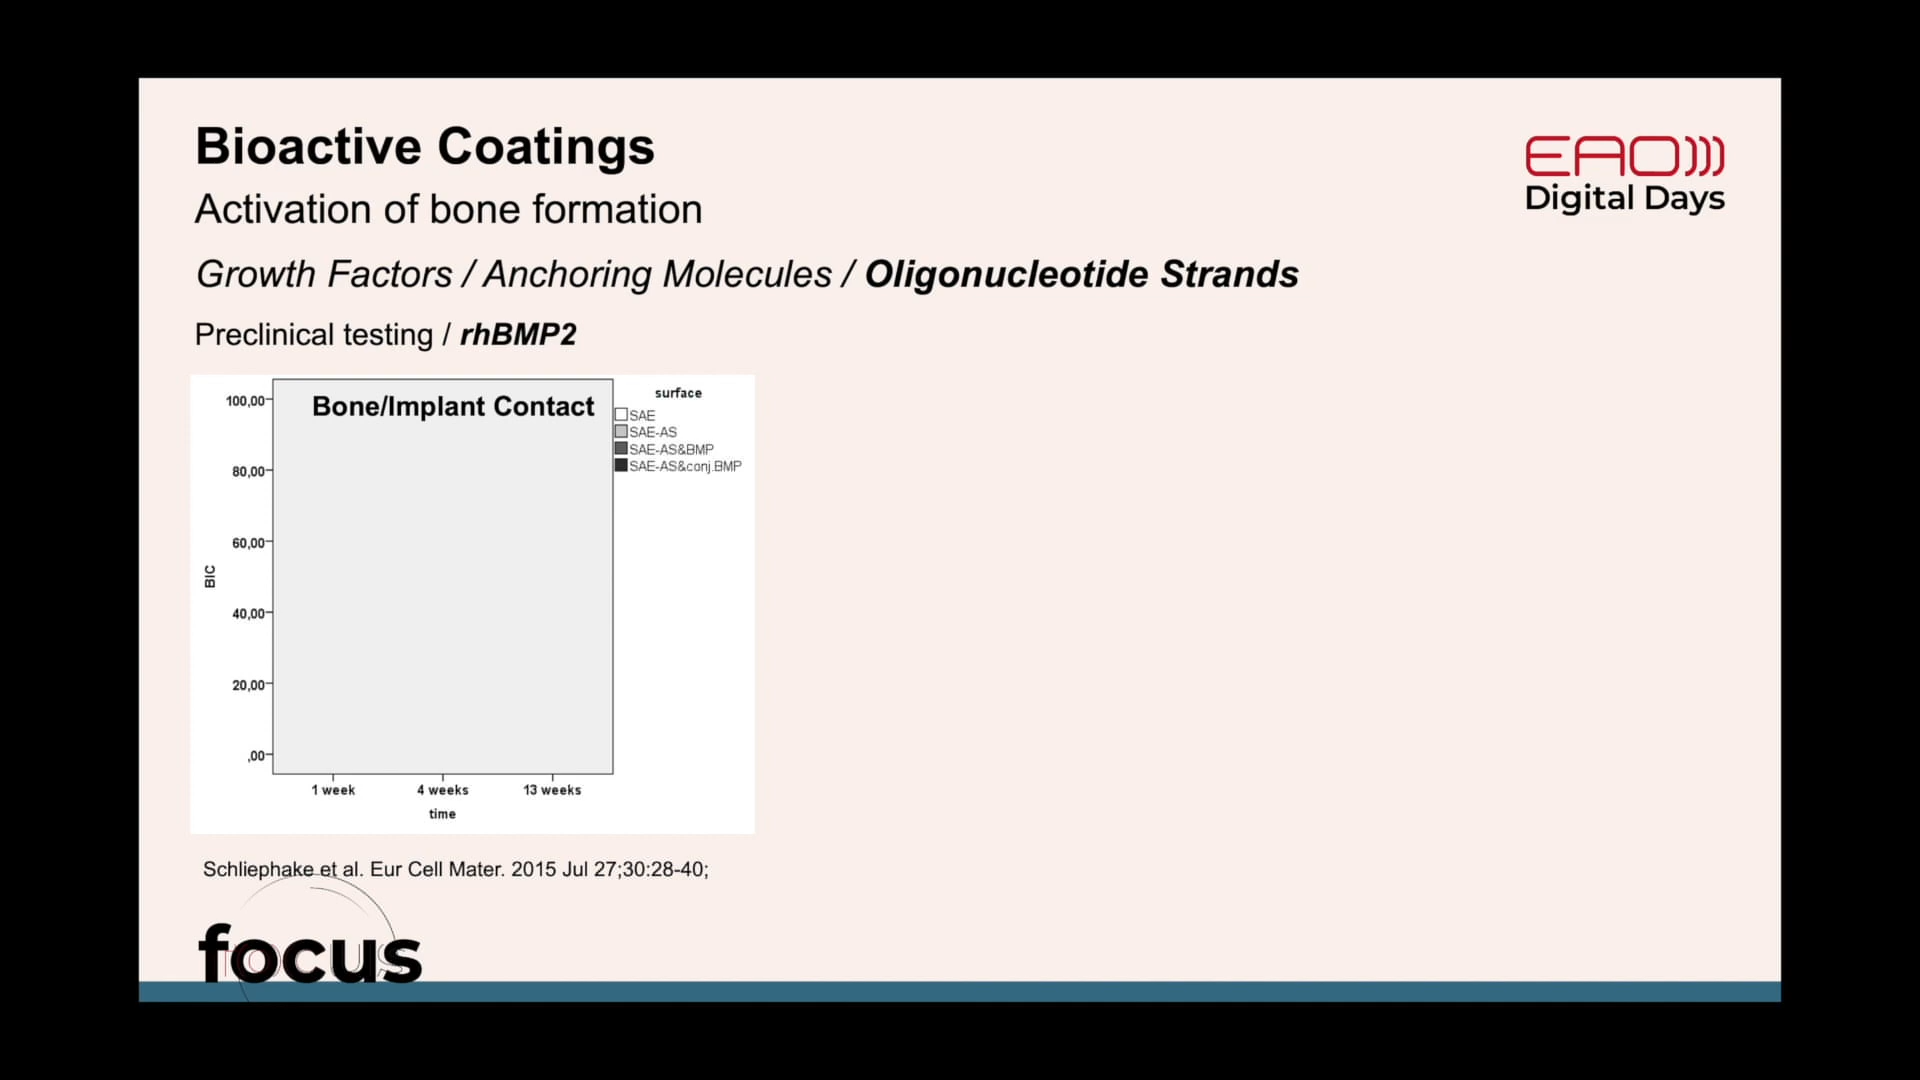 Bioactive Coatings
Activation of bone formation
Growth Factors / Anchoring Molecules / Oligonucleotide Strands
Preclinical testing / rhBMP2
EAO)))
Digital Days
Bone/Implant Contact
surface
SAE
SAE-AS
SAE-AS&BMP
SAE-AS&conj.BMP
100,00
80,00
60,00
40,00
20,00
,00
BIC
1 week
4 weeks
13 weeks
time
Schliephake et al. Eur Cell Mater. 2015 Jul 27;30:28-40;
focus